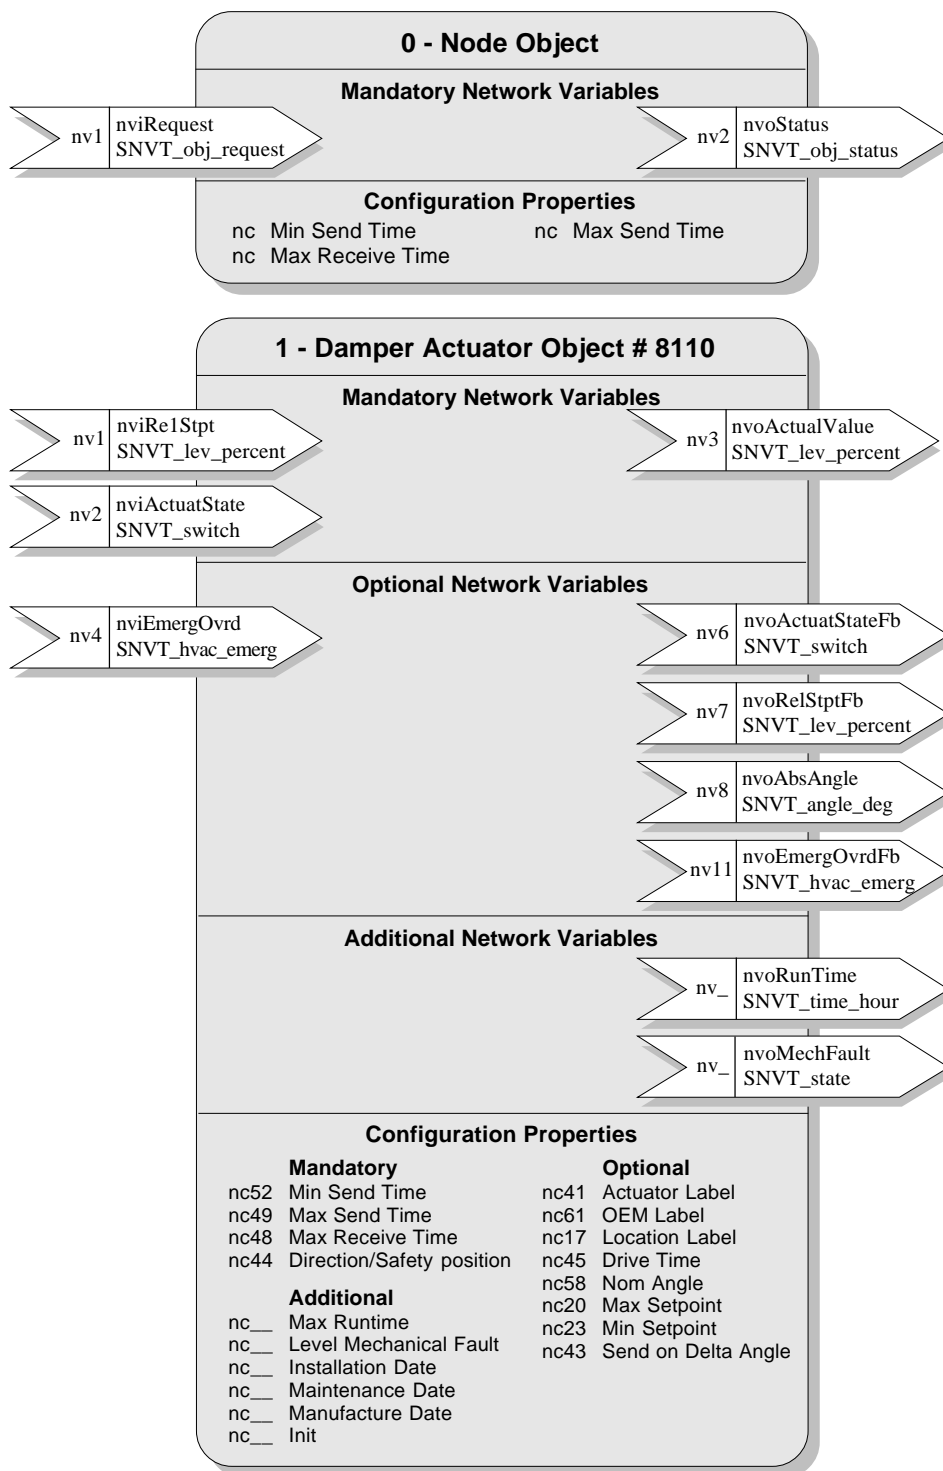 0 - Node Object
Mandatory Network Variables
nv1 nviRequest
SNVT_obj_request
nv2 nvoStatus
SNVT_obj_status
Configuration Properties
nc Min Send Time
nc Max Send Time
nc Max Receive Time
1 - Damper Actuator Object # 8110
Mandatory Network Variables
nv1 nviRe1Stpt
SNVT_lev_percent
nv3 nvoActualValue
SNVT_lev_percent
nv2 nviActuatState
SNVT_switch
Optional Network Variables
nv4 nviEmergOvrd
SNVT_hvac_emerg
nv6 nvoActuatStateFb
SNVT_switch
nv7 nvoRelStptFb
SNVT_lev_percent
nv8 nvoAbsAngle
SNVT_angle_deg
nv11 nvoEmergOvrdFb
SNVT_hvac_emerg
Additional Network Variables
nv_ nvoRunTime
SNVT_time_hour
nv_ nvoMechFault
SNVT_state
Configuration Properties
Mandatory
nc52 Min Send Time
nc49 Max Send Time
nc48 Max Receive Time
nc44 Direction/Safety position
Additional
nc__ Max Runtime
nc__ Level Mechanical Fault
nc__ Installation Date
nc__ Maintenance Date
nc__ Manufacture Date
nc__ Init
Optional
nc41 Actuator Label
nc61 OEM Label
nc17 Location Label
nc45 Drive Time
nc58 Nom Angle
nc20 Max Setpoint
nc23 Min Setpoint
nc43 Send on Delta Angle